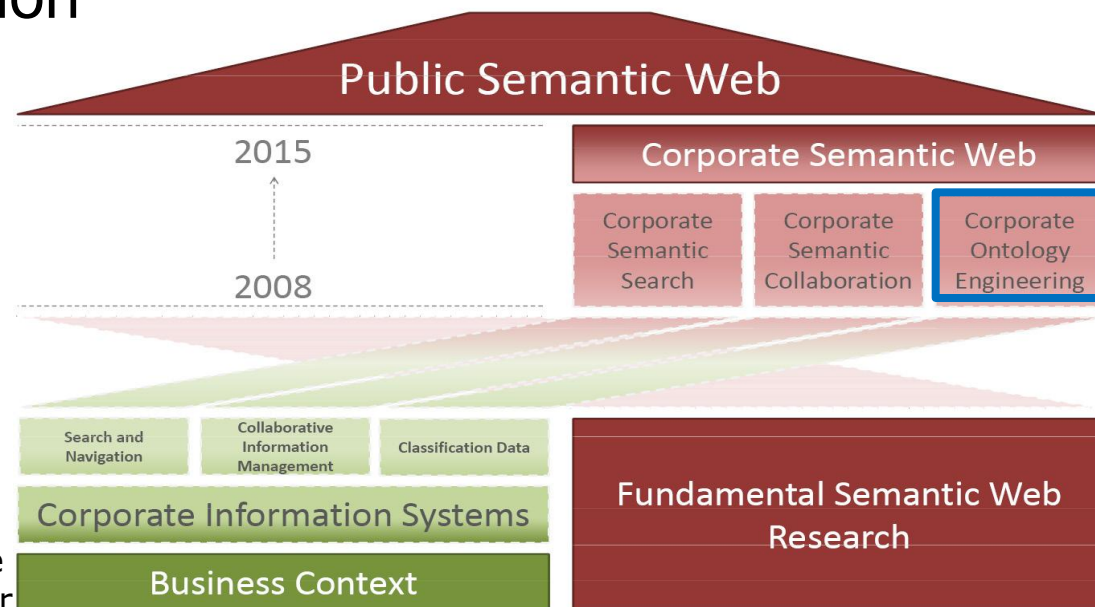 ion
Public Semantic Web
2015
2008
Corporate Semantic Web
Corporate
Semantic
Search
Corporate
Semantic
Collaboration
Corporate
Ontology
Engineering
Search and
Navigation
Collaborative
Information
Management
Classification Data
Corporate Information Systems
Business Context
Fundamental Semantic Web
Research
e
r